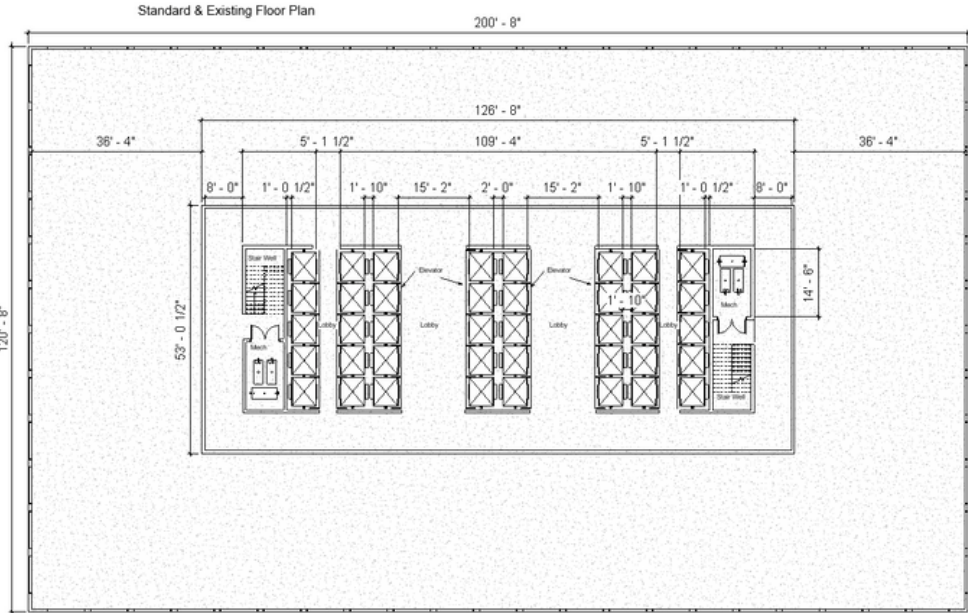 Standard & Existing Floor Plan
200' - 8"
126' - 8"
36' - 4" 5' - 1 1/2" 109' - 4" 5' - 1 1/2" 36' - 4"
8' - 0" 1' - 0 1/2" 1' - 10" 15' - 2" 2' - 0" 15' - 2" 1' - 10" 1' - 0 1/2" 8' - 0"
Stair Well
Elevator Elevator
Mech
1' - 10"
14' - 6"
Lobby Lobby Lobby Lobby
120' - 8"
53' - 0 1/2"
Mech
Stair Well